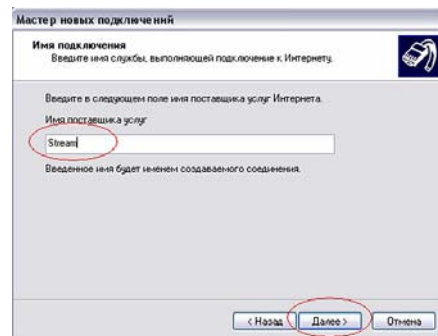 Мастер новых подключений
Имя подключения
Введите имя службы, выполняющей подключение к Интернету.
Введите в следующем поле имя поставщика услуг Интернета.
Имя поставщика услуг
Stream
Введенное имя будет именем создаваемого соединения.
< Назад Далее > Отмена